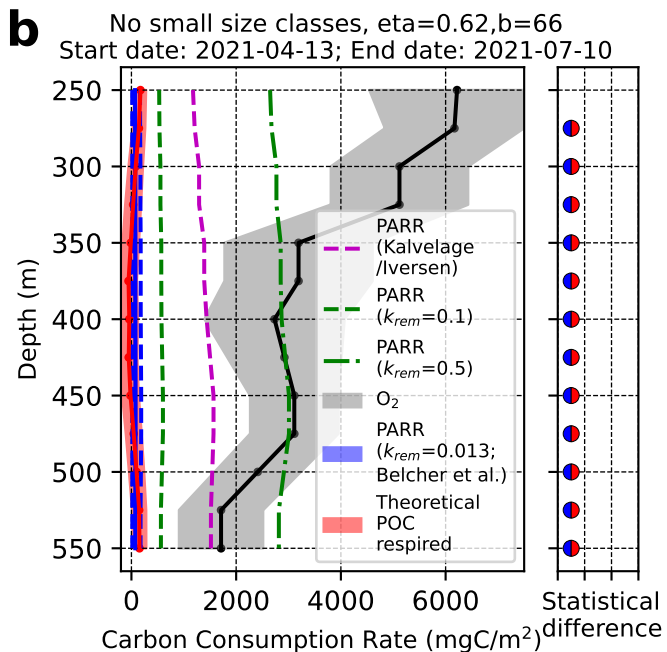 b
No small size classes, eta=0.62,b=66
Start date: 2021-04-13; End date: 2021-07-10
250
300
350
400
450
500
550
Depth (m)
PARR
(Kalvelage
/Iversen)
PARR
(k_rem=0.1)
PARR
(k_rem=0.5)
O₂
PARR
(k_rem=0.013;
Belcher et al.)
Theoretical
POC
respired
0 2000 4000 6000
Carbon Consumption Rate (mgC/m²)
Statistical
difference